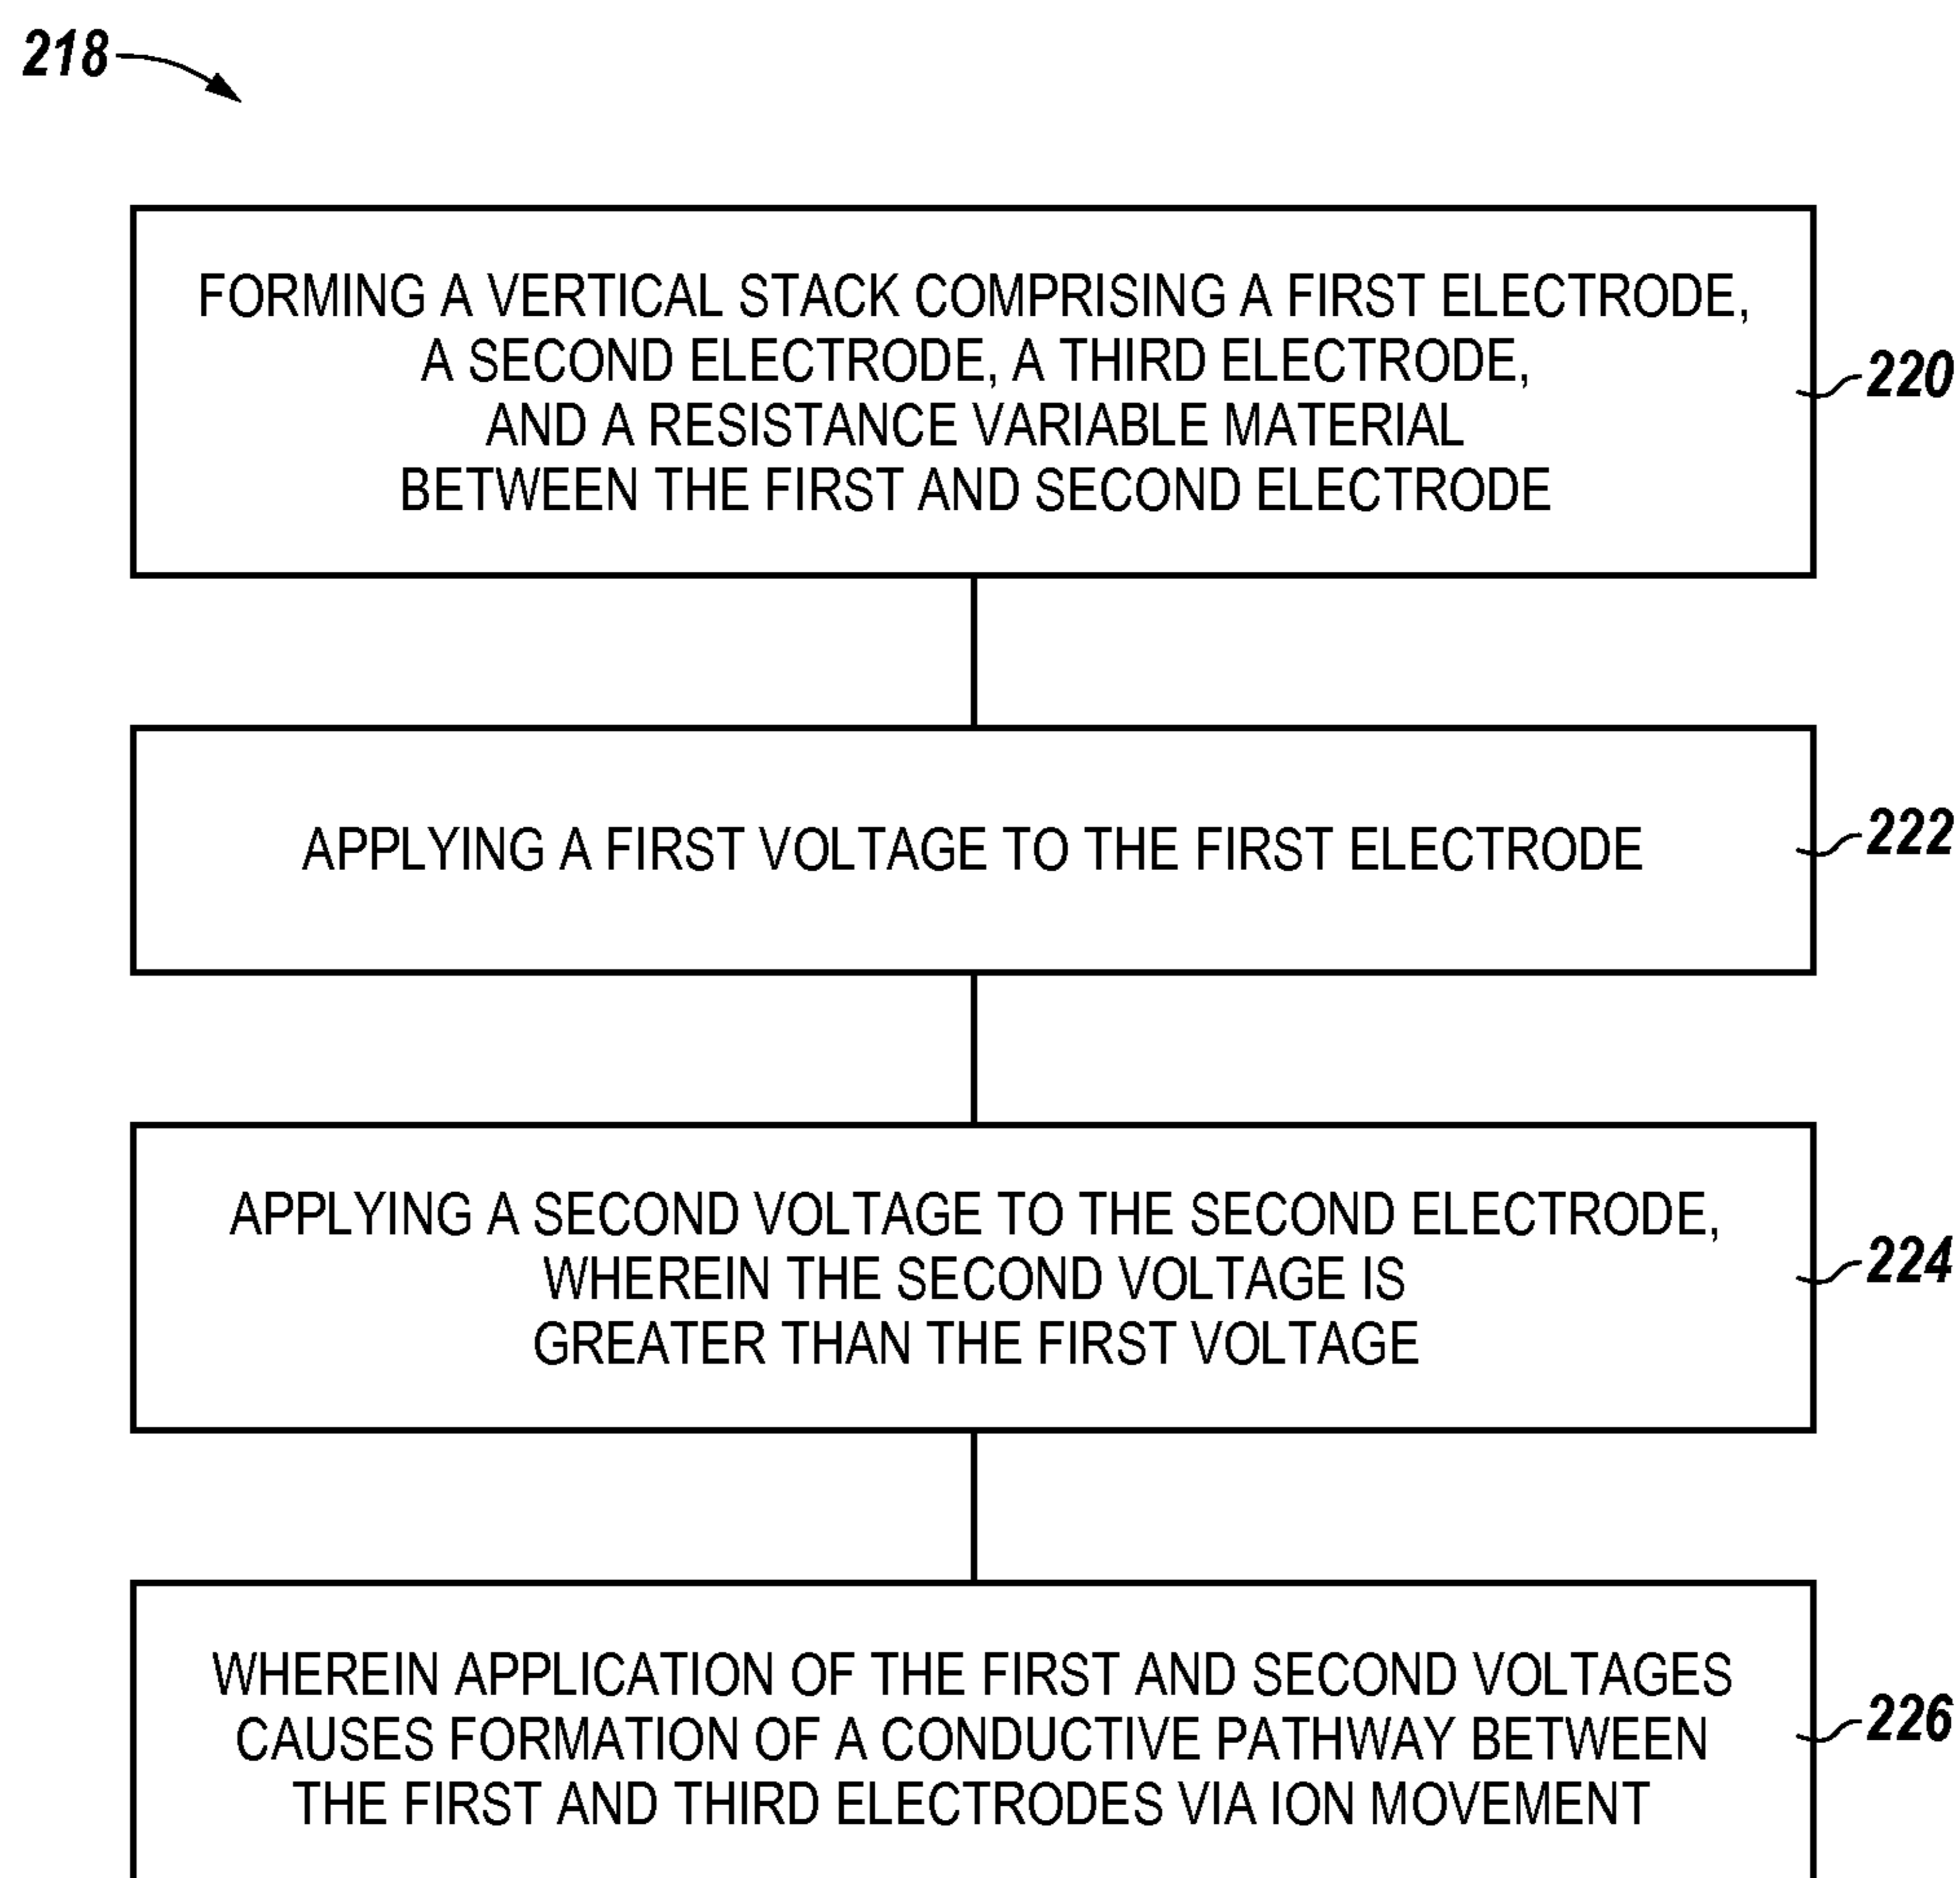 218
FORMING A VERTICAL STACK COMPRISING A FIRST ELECTRODE,
A SECOND ELECTRODE, A THIRD ELECTRODE,
AND A RESISTANCE VARIABLE MATERIAL
BETWEEN THE FIRST AND SECOND ELECTRODE
220
APPLYING A FIRST VOLTAGE TO THE FIRST ELECTRODE
222
APPLYING A SECOND VOLTAGE TO THE SECOND ELECTRODE,
WHEREIN THE SECOND VOLTAGE IS
GREATER THAN THE FIRST VOLTAGE
224
WHEREIN APPLICATION OF THE FIRST AND SECOND VOLTAGES
CAUSES FORMATION OF A CONDUCTIVE PATHWAY BETWEEN
THE FIRST AND THIRD ELECTRODES VIA ION MOVEMENT
226